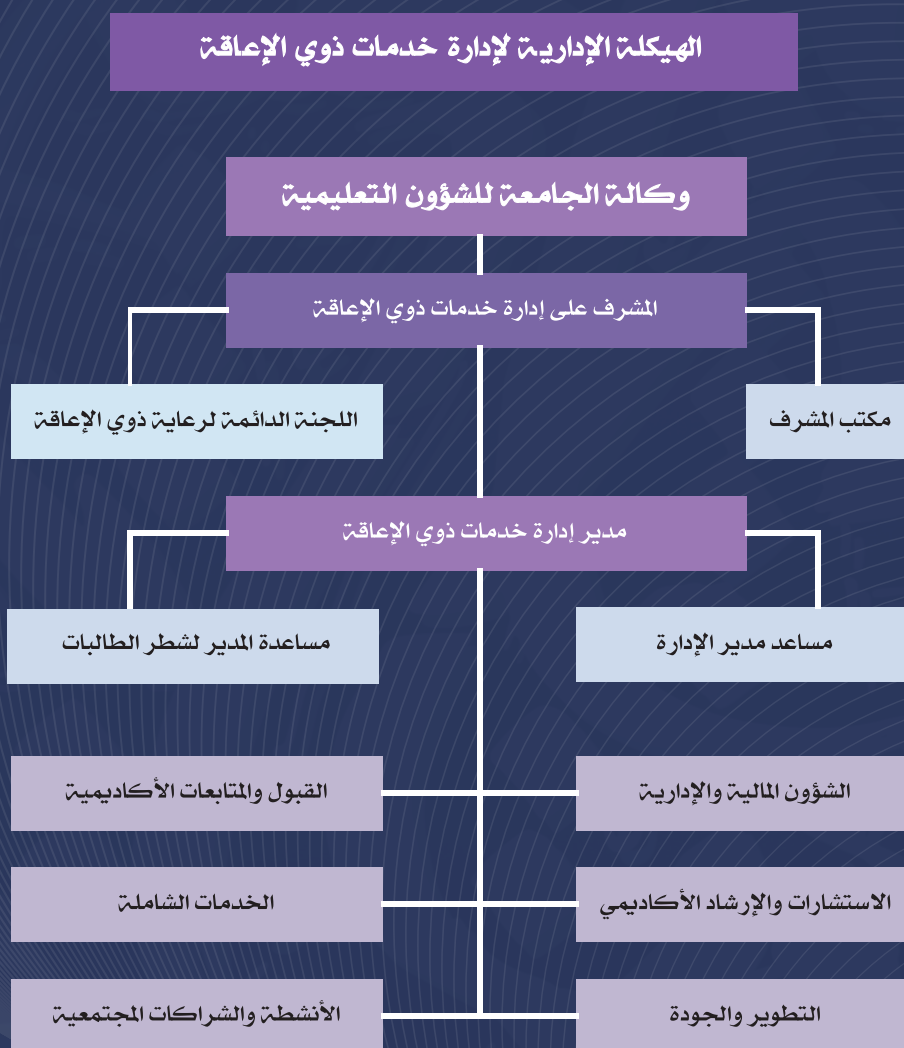 الهيكلة الإدارية لإدارة خدمات ذوي الإعاقة
وكالة الجامعة للشؤون التعليمية
المشرف على إدارة خدمات ذوي الإعاقة
مكتب المشرف
اللجنة الدائمة لرعاية ذوي الإعاقة
مدير إدارة خدمات ذوي الإعاقة
مساعد مدير الإدارة
مساعدة المدير لشطر الطالبات
الشؤون المالية والإدارية
القبول والمتابعات الأكاديمية
الاستشارات والإرشاد الأكاديمي
الخدمات الشاملة
التطوير والجودة
الأنشطة والشراكات المجتمعية